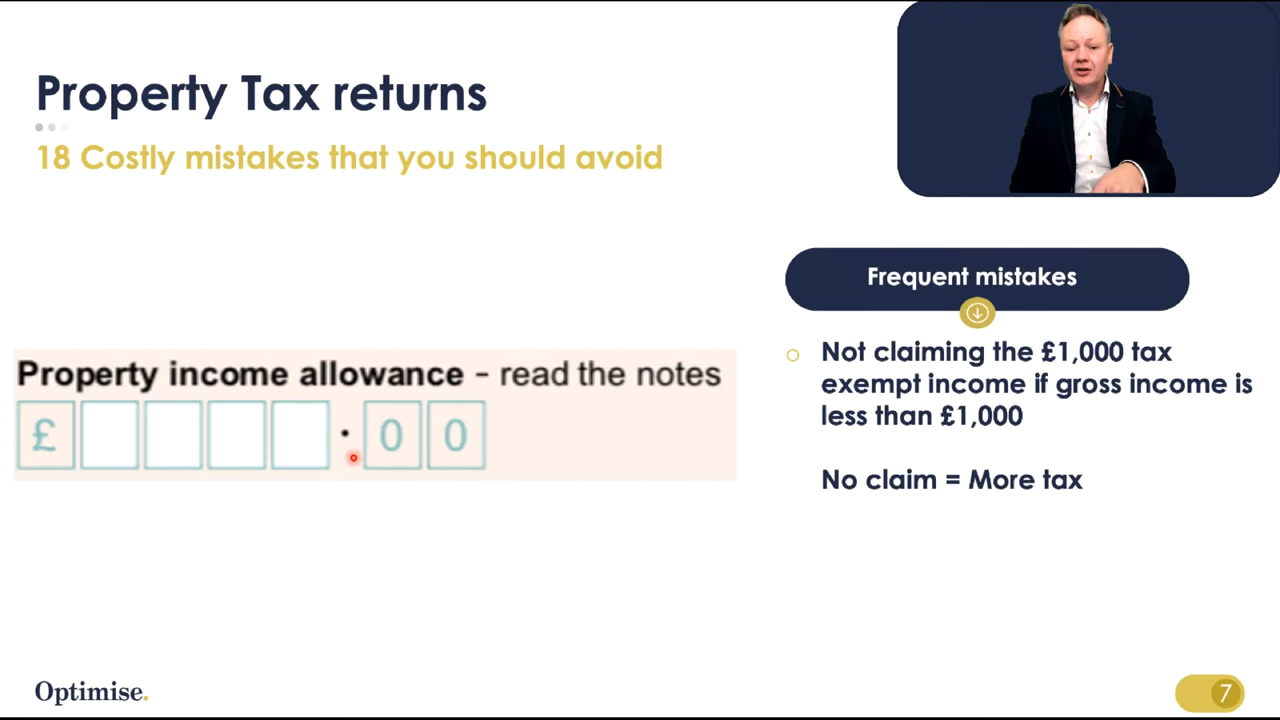 Property Tax returns
18 Costly mistakes that you should avoid
Frequent mistakes
Property income allowance - read the notes
£ . 0 0
Not claiming the £1,000 tax
exempt income if gross income is
less than £1,000
No claim = More tax
Optimise.
7